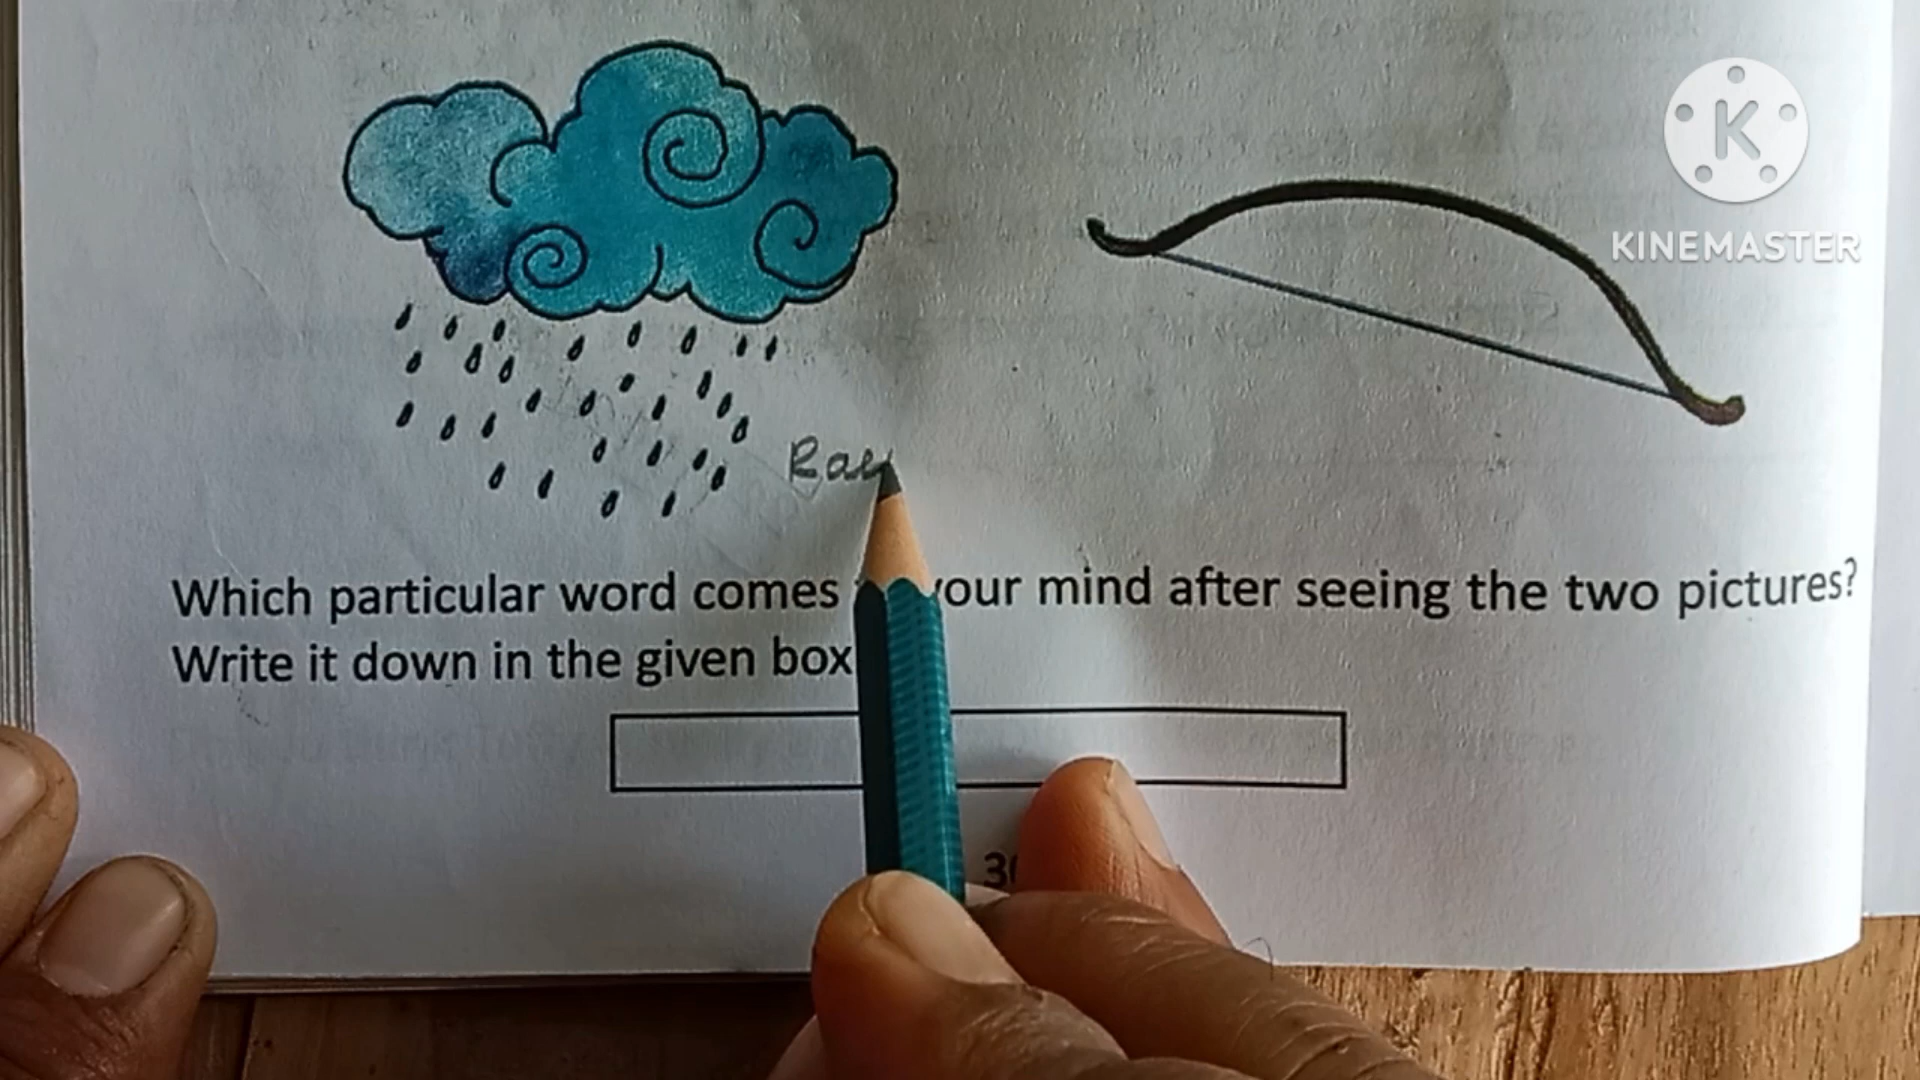 K
KINEMASTER
Which particular word comes your mind after seeing the two pictures?
Write it down in the given box